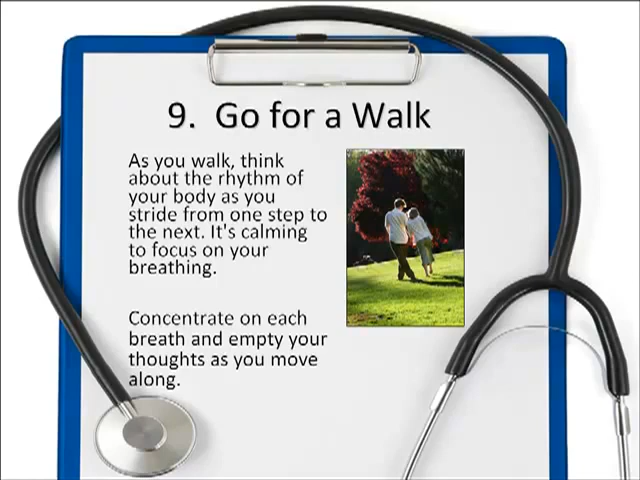 9. Go for a Walk
As you walk, think
about the rhythm of
your body as you
stride from one step to
the next. It's calming
to focus on your
breathing.
Concentrate on each
breath and empty your
thoughts as you move
along.